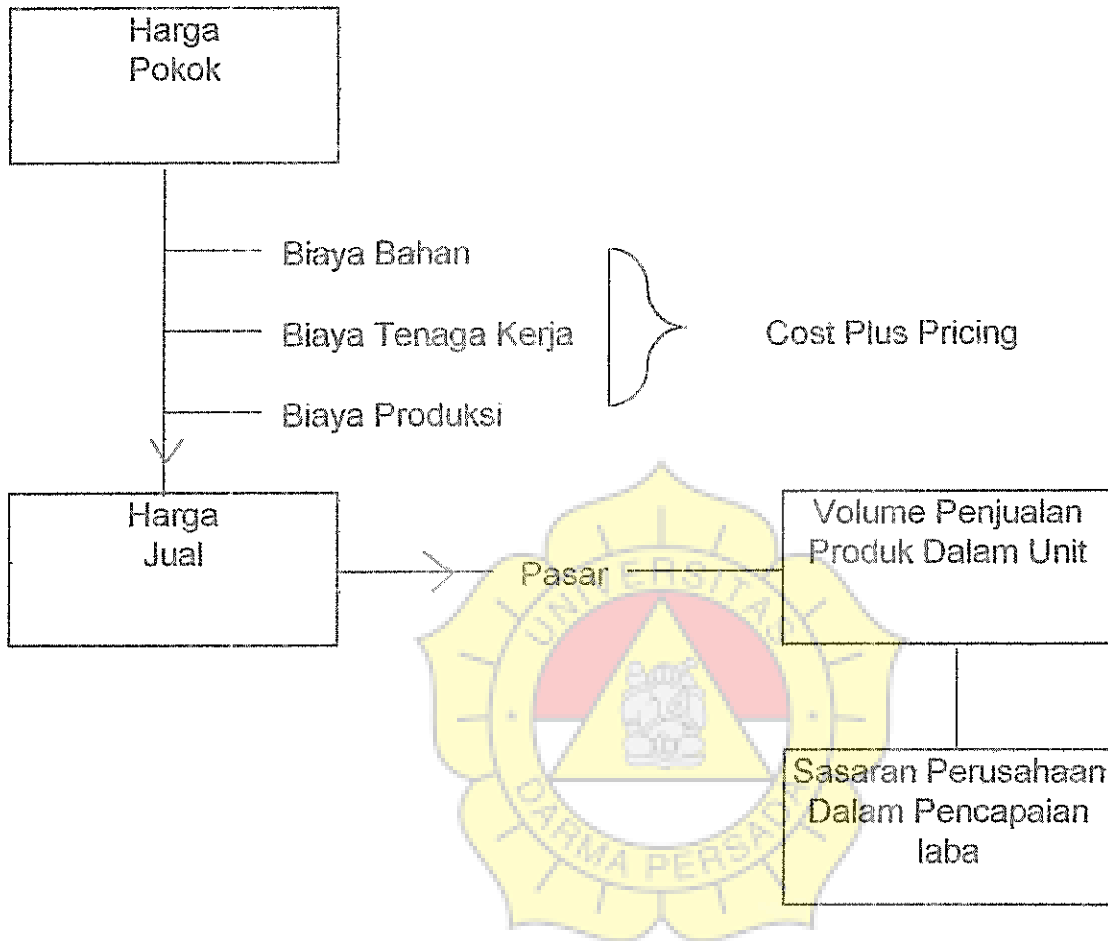 Harga
Pokok
Biaya Bahan
Biaya Tenaga Kerja
Cost Plus Pricing
Biaya Produksi
Harga
Jual
Pasar
Volume Penjualan
Produk Dalam Unit
Sasaran Perusahaan
Dalam Pencapaian
laba
UNIVERSITAS
DARMA PERSADA